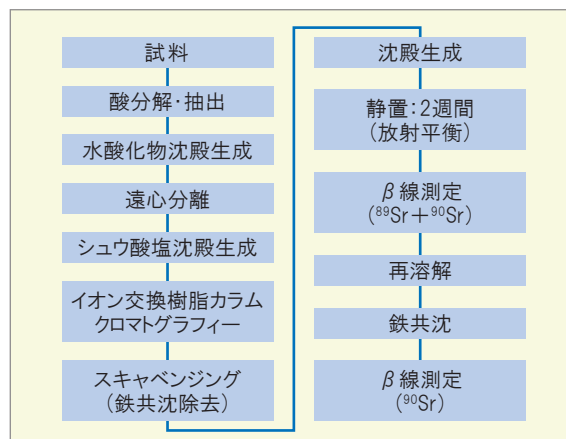 試料
酸分解・抽出
水酸化物沈殿生成
遠心分離
シュウ酸塩沈殿生成
イオン交換樹脂カラム
クロマトグラフィー
スキャベンジング
(鉄共沈除去)
沈殿生成
静置:2週間
(放射平衡)
β線測定
(⁸⁹Sr+⁹⁰Sr)
再溶解
鉄共沈
β線測定
(⁹⁰Sr)